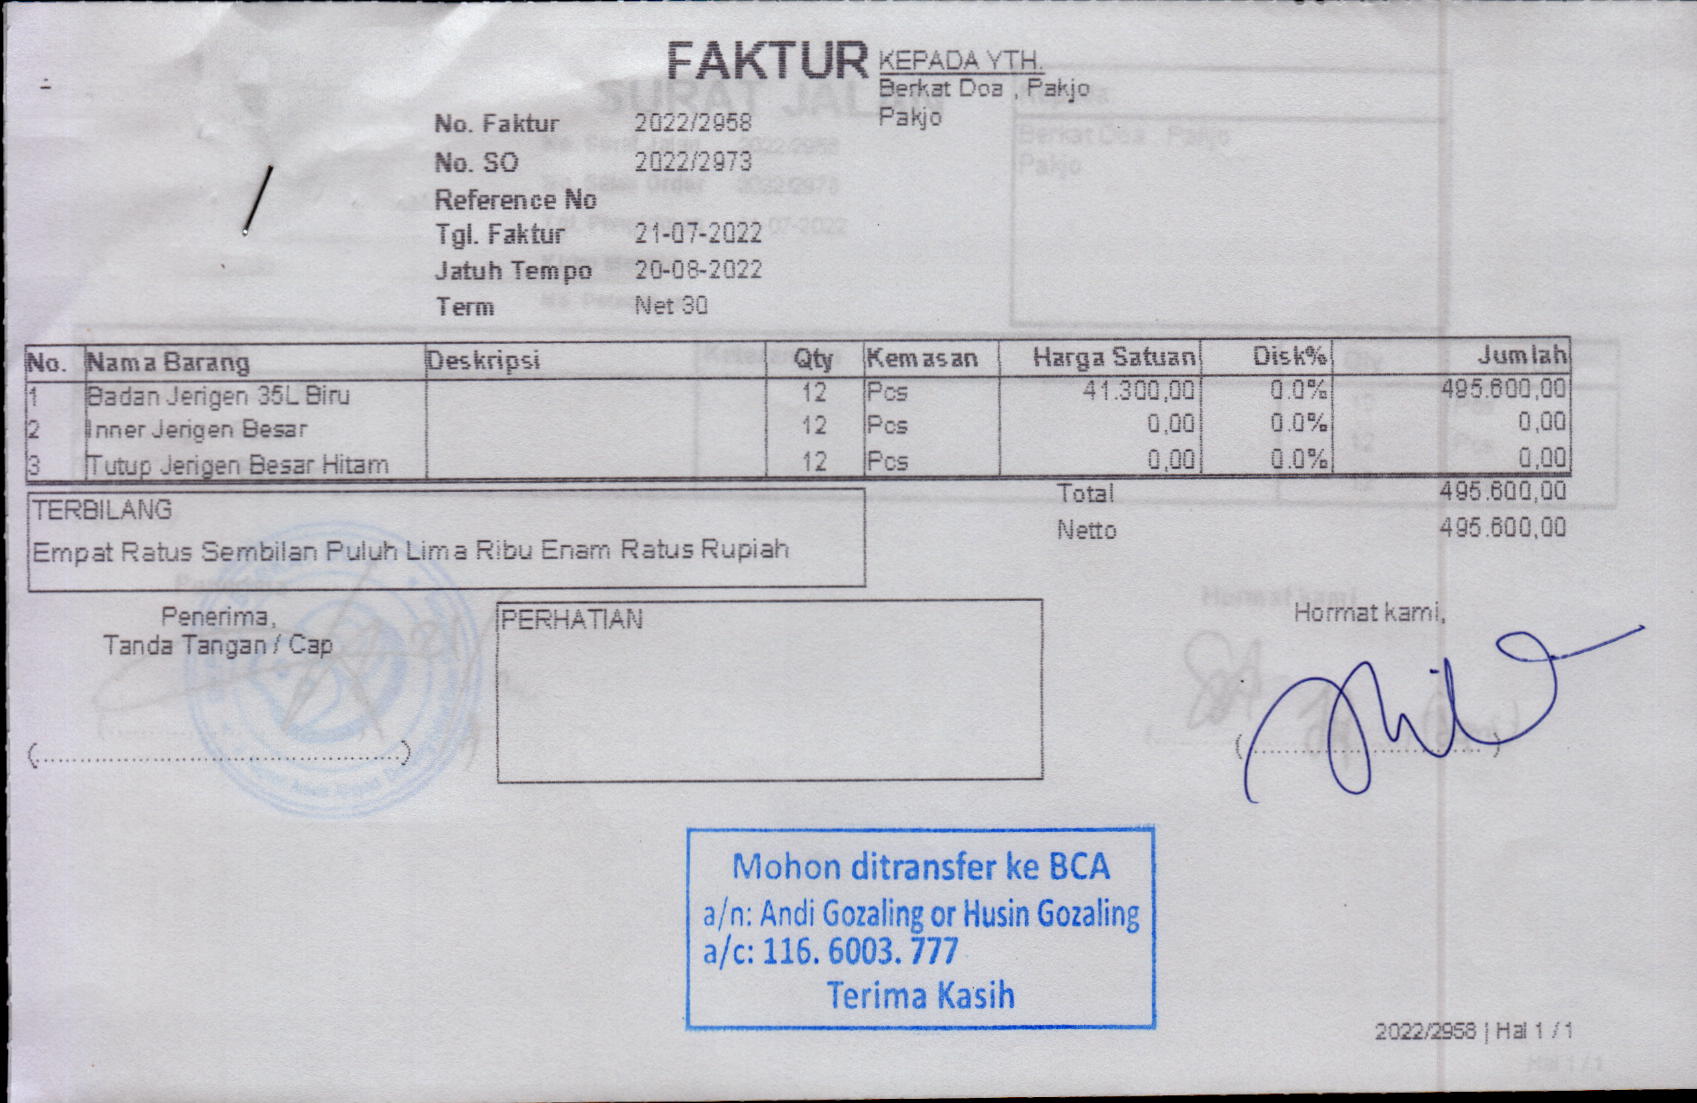 FAKTUR
KEPADA YTH.
Berkat Doa , Pakjo
Pakjo
No. Faktur 2022/2958
No. SO 2022/2973
Reference No
Tgl. Faktur 21-07-2022
Jatuh Tempo 20-08-2022
Term Net 30
No. Nama Barang Deskripsi Qty Kemasan Harga Satuan Disk% Jumlah
1 Badan Jerigen 35L Biru 12 Pcs 41.300,00 0.0% 495.600,00
2 Inner Jerigen Besar 12 Pcs 0,00 0.0% 0,00
3 Tutup Jerigen Besar Hitam 12 Pcs 0,00 0.0% 0,00
Total 495.600,00
Netto 495.600,00
TERBILANG
Empat Ratus Sembilan Puluh Lima Ribu Enam Ratus Rupiah
Penerima,
Tanda Tangan / Cap
PERHATIAN
Hormat kami,
Mohon ditransfer ke BCA
a/n: Andi Gozaling or Husin Gozaling
a/c: 116. 6003. 777
Terima Kasih
2022/2958 | Hal 1 / 1